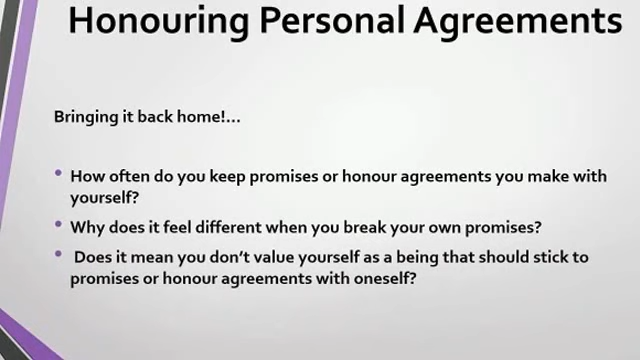 Honouring Personal Agreements
Bringing it back home!...
• How often do you keep promises or honour agreements you make with
yourself?
• Why does it feel different when you break your own promises?
• Does it mean you don't value yourself as a being that should stick to
promises or honour agreements with oneself?